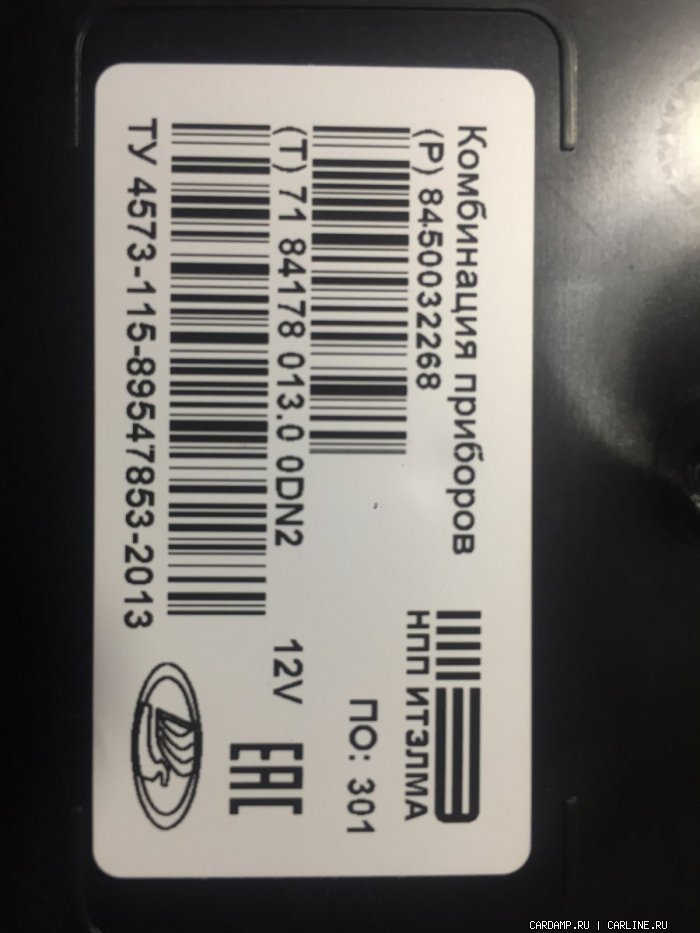 Комбинация приборов
(P) 8450032268
НПП ИТЭЛМА
ПО: 301
(T) 71 84178 013.0 0DN2
12V
EAC
ТУ 4573-115-89547853-2013
CARDAMP.RU | CARLINE.RU